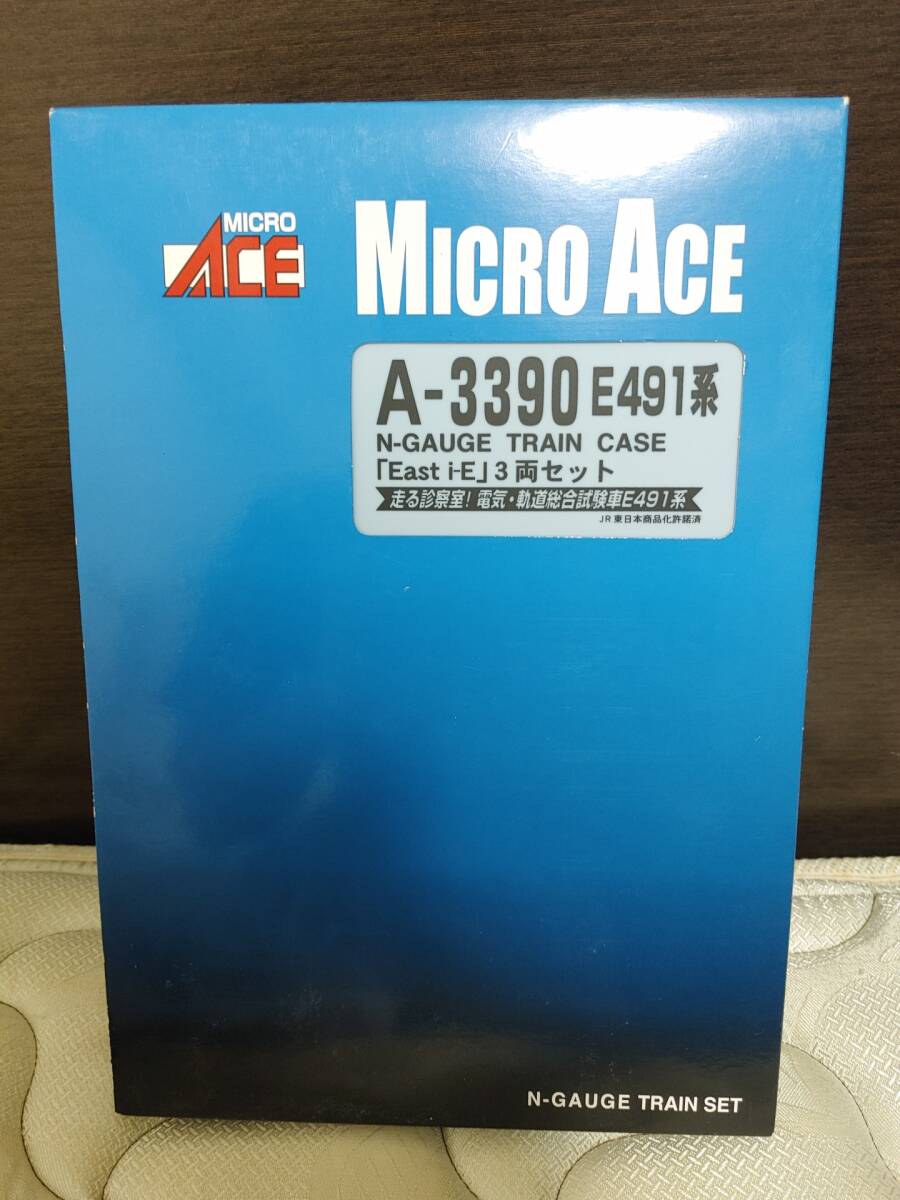 MICRO
ACE
MICRO ACE
A-3390 E491系
N-GAUGE TRAIN CASE
「East i-E」3両セット
走る診察室!電気・軌道総合試験車E491系
JR東日本商品化許諾済
N-GAUGE TRAIN SET